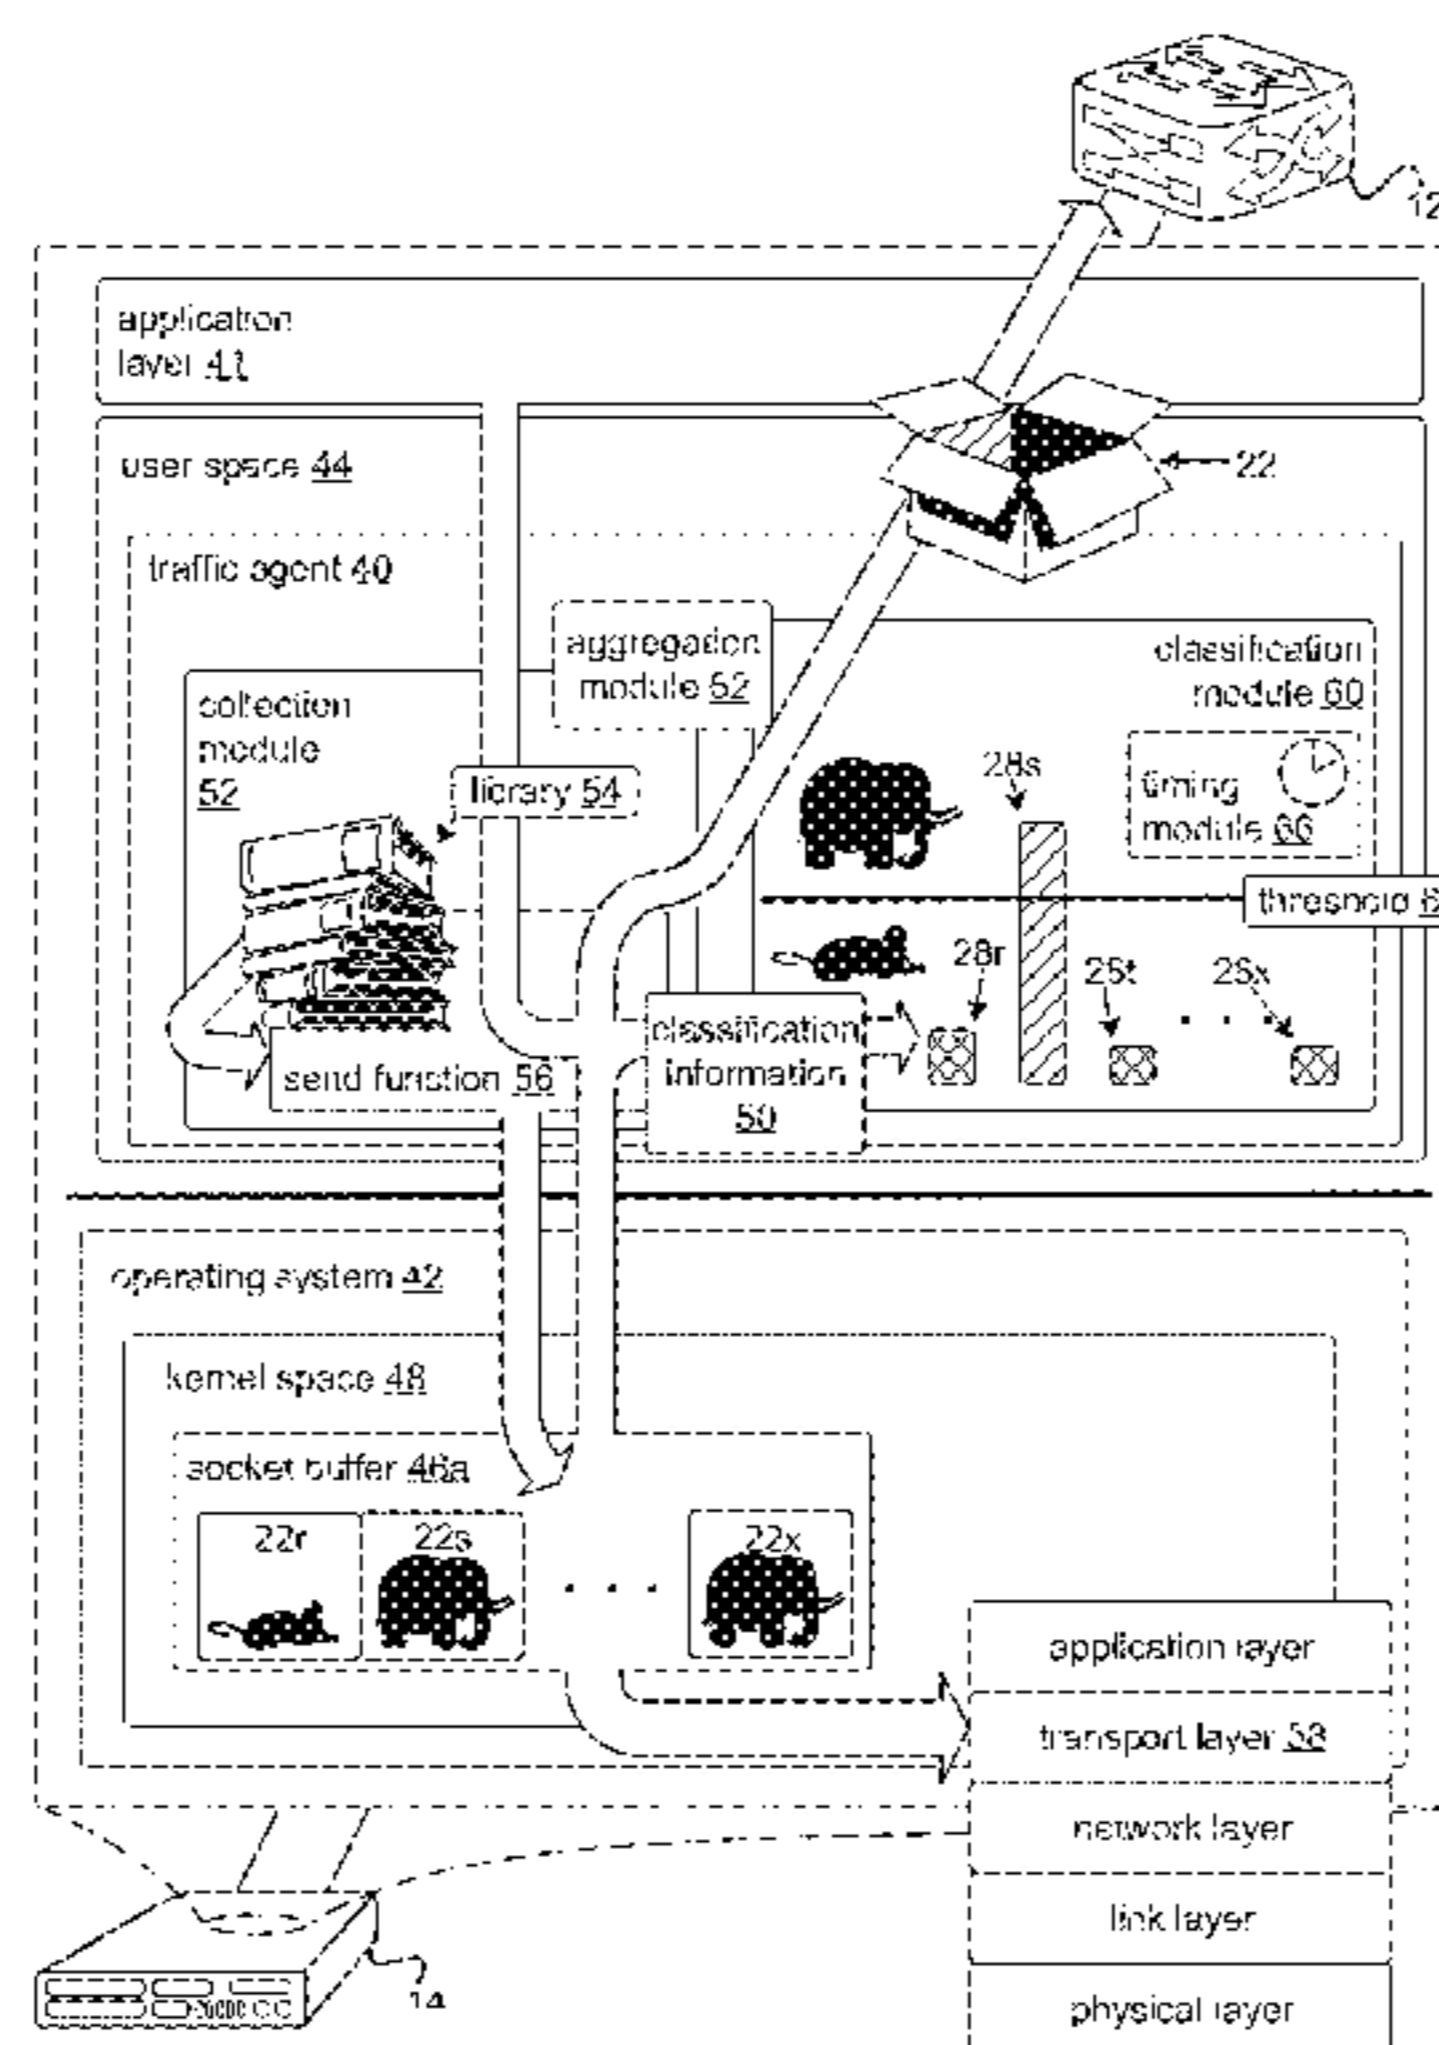 12
application
layer 41
user space 44
22
traffic agent 40
aggregation
module 62
classification
module 60
collection
module
52
28s
timing
module 66
library 54
threshold 6
28r
28t
28x
classification
information
50
send function 56
operating system 42
kernel space 48
socket buffer 46a
22r
22s
22x
application layer
transport layer 58
network layer
link layer
14
physical layer